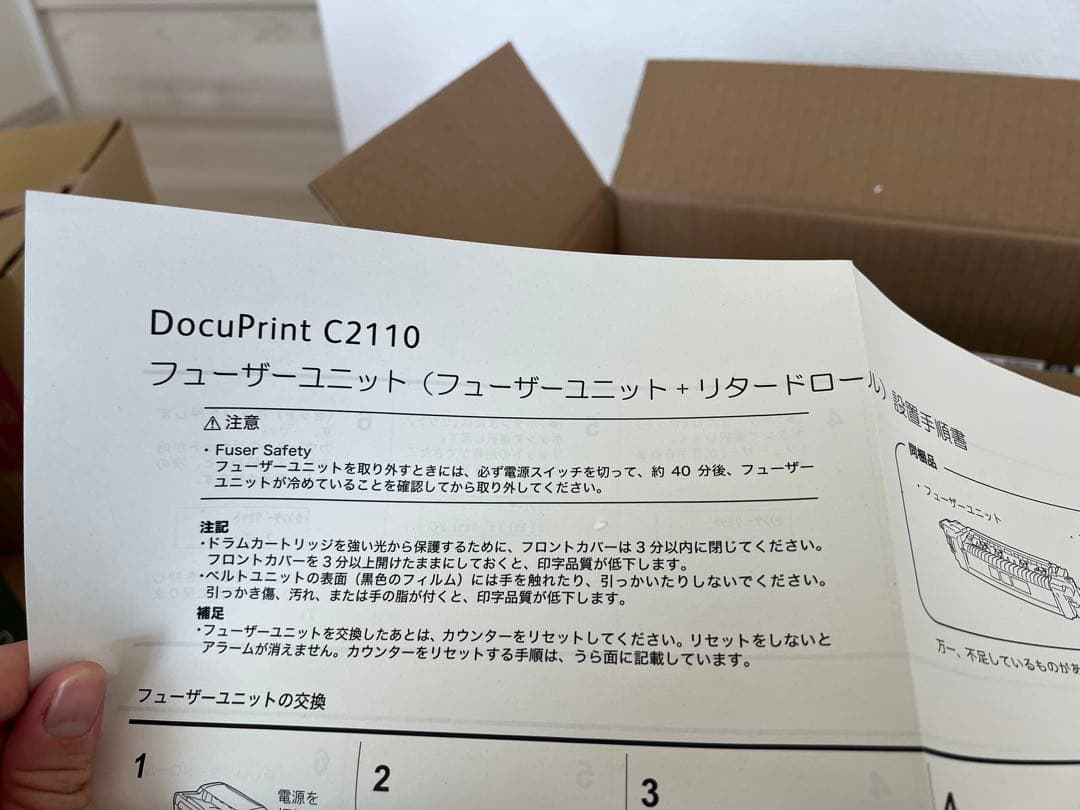 DocuPrint C2110
フューザーユニット（フューザーユニット + リタードロール）設置手順書
⚠注意
・Fuser Safety
フューザーユニットを取り外すときには、必ず電源スイッチを切って、約 40 分後、フューザー
ユニットが冷めていることを確認してから取り外してください。
注記
・ドラムカートリッジを強い光から保護するために、フロントカバーは 3 分以内に閉じてください。
フロントカバーを 3 分以上開けたままにしておくと、印字品質が低下します。
・ベルトユニットの表面（黒色のフィルム）には手を触れたり、引っかいたりしないでください。
引っかき傷、汚れ、または手の脂が付くと、印字品質が低下します。
補足
・フューザーユニットを交換したあとは、カウンターをリセットしてください。リセットをしないと
アラームが消えません。カウンターをリセットする手順は、うら面に記載しています。
同梱品
・フューザーユニット
万一、不足しているものがあ
フューザーユニットの交換
1
電源を
2
3